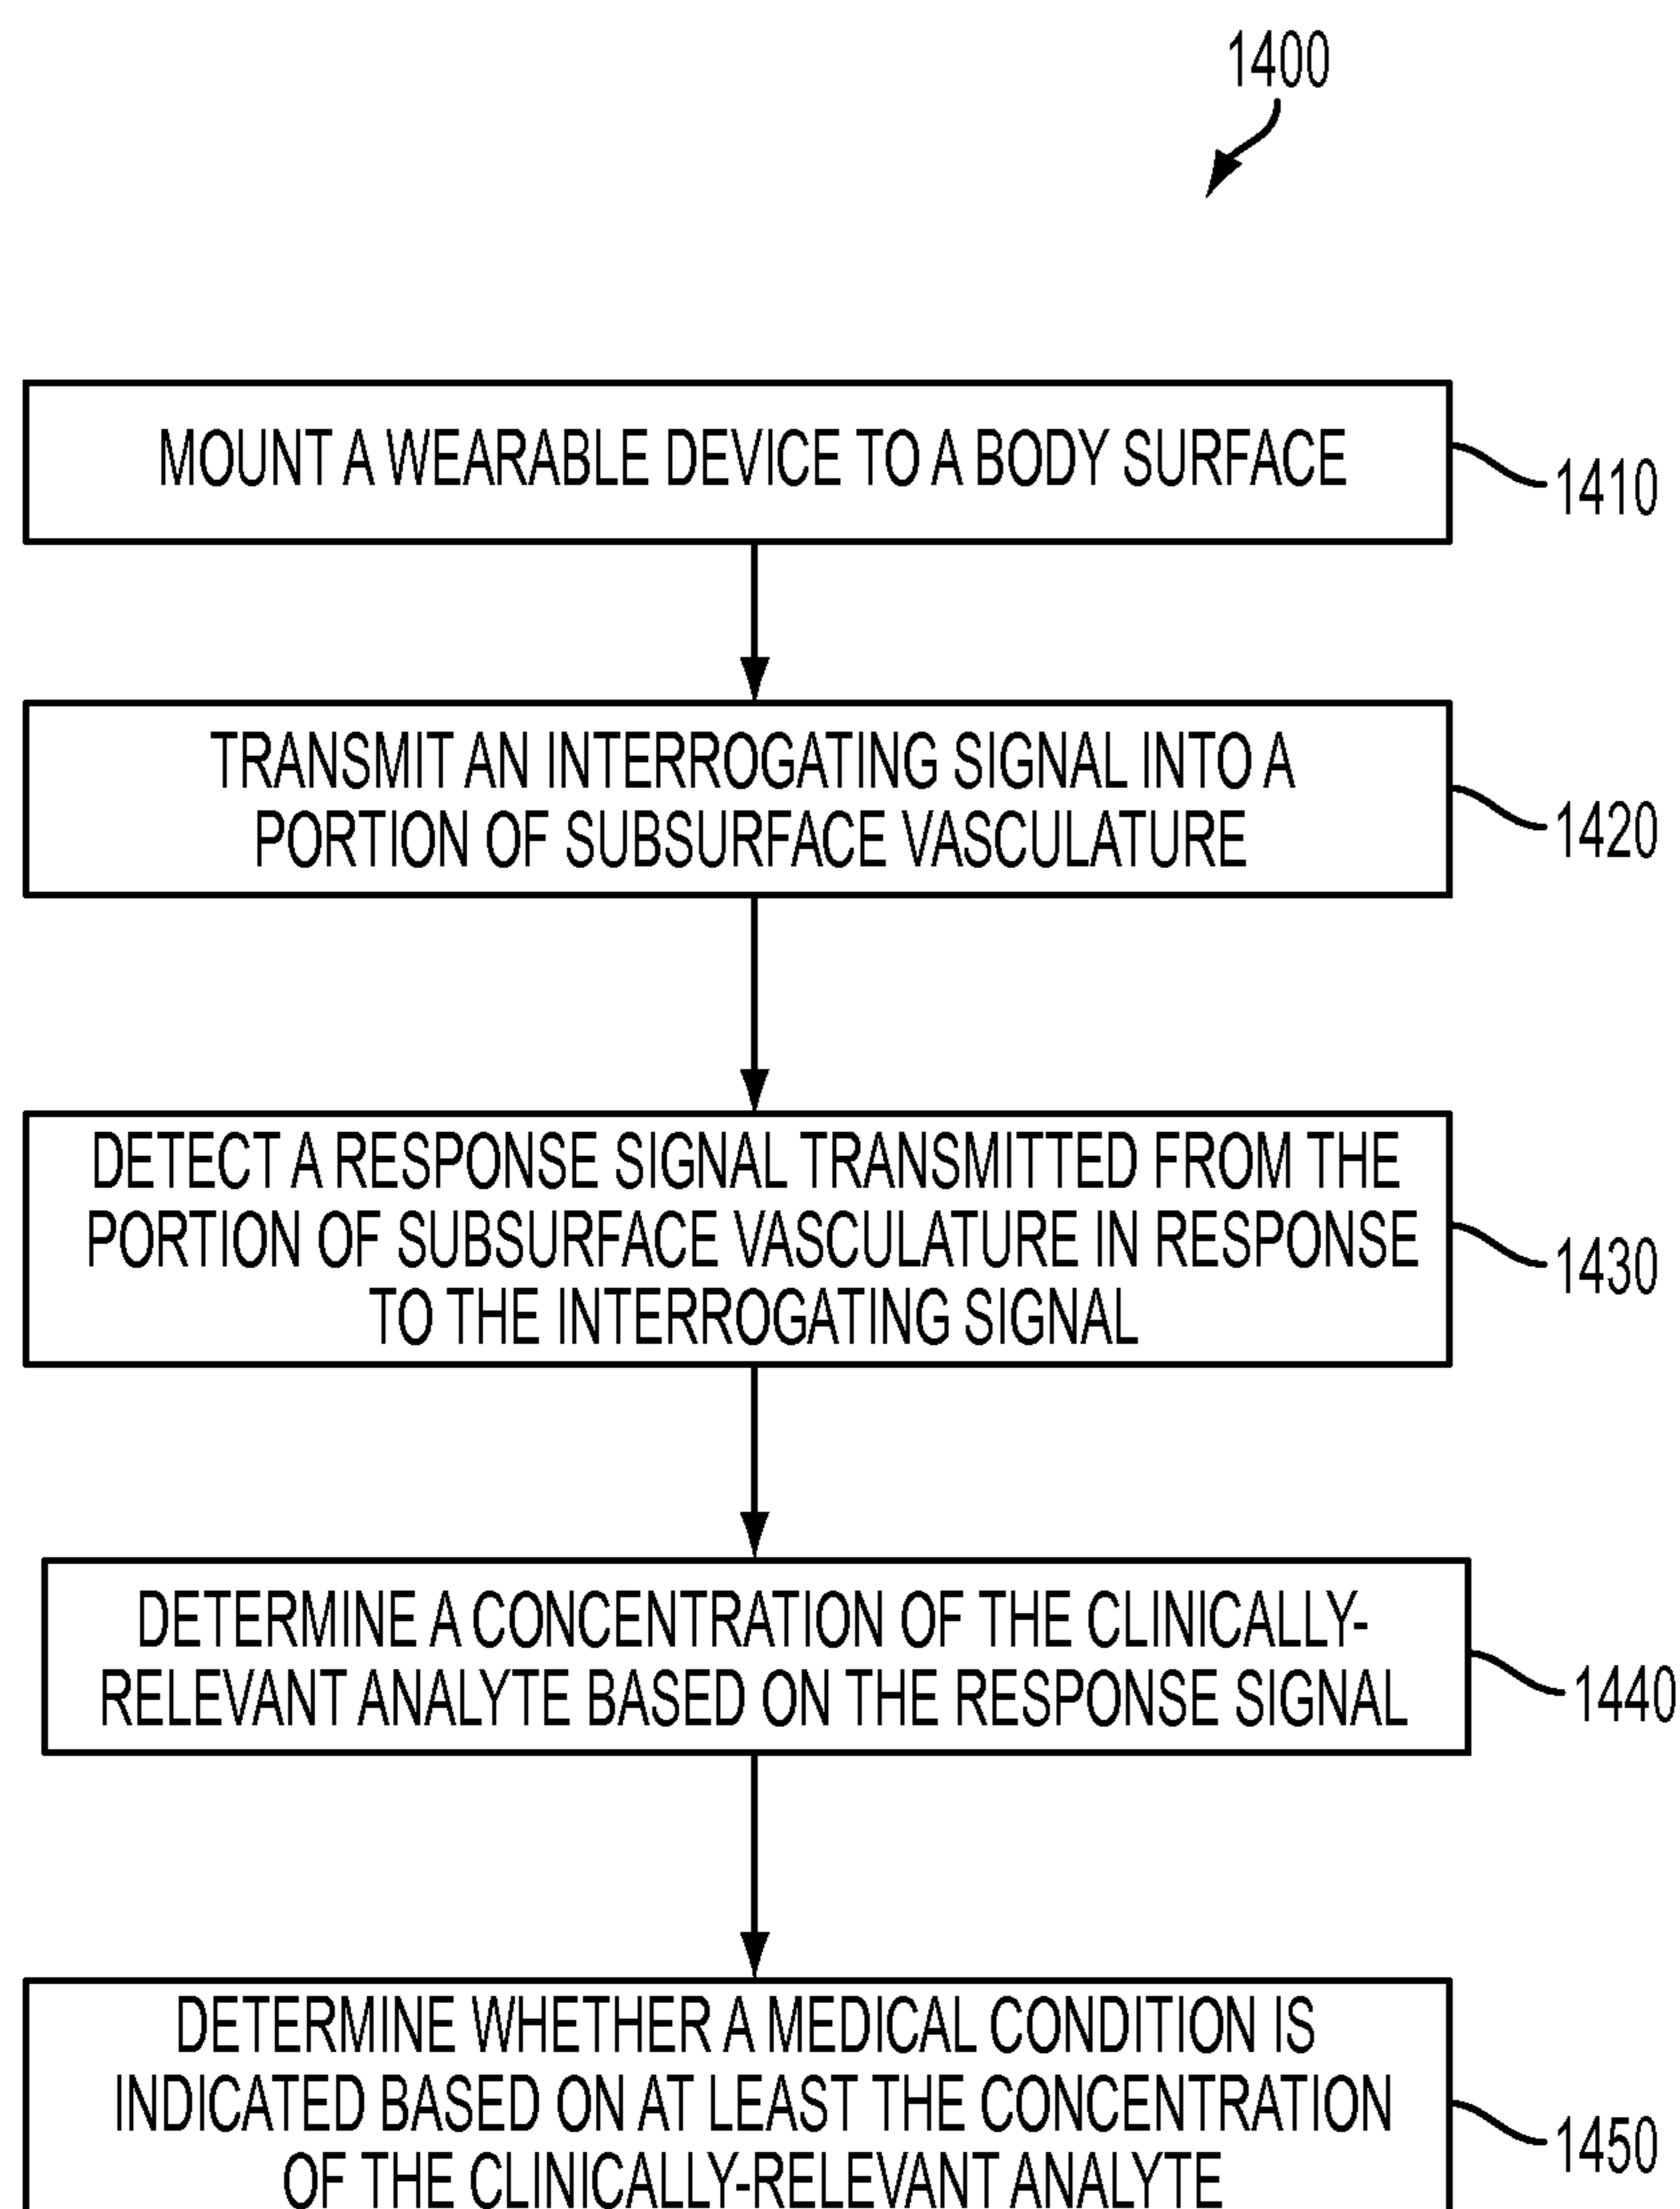 1400
MOUNT A WEARABLE DEVICE TO A BODY SURFACE
1410
TRANSMIT AN INTERROGATING SIGNAL INTO A
PORTION OF SUBSURFACE VASCULATURE
1420
DETECT A RESPONSE SIGNAL TRANSMITTED FROM THE
PORTION OF SUBSURFACE VASCULATURE IN RESPONSE
TO THE INTERROGATING SIGNAL
1430
DETERMINE A CONCENTRATION OF THE CLINICALLY-
RELEVANT ANALYTE BASED ON THE RESPONSE SIGNAL
1440
DETERMINE WHETHER A MEDICAL CONDITION IS
INDICATED BASED ON AT LEAST THE CONCENTRATION
OF THE CLINICALLY-RELEVANT ANALYTE
1450